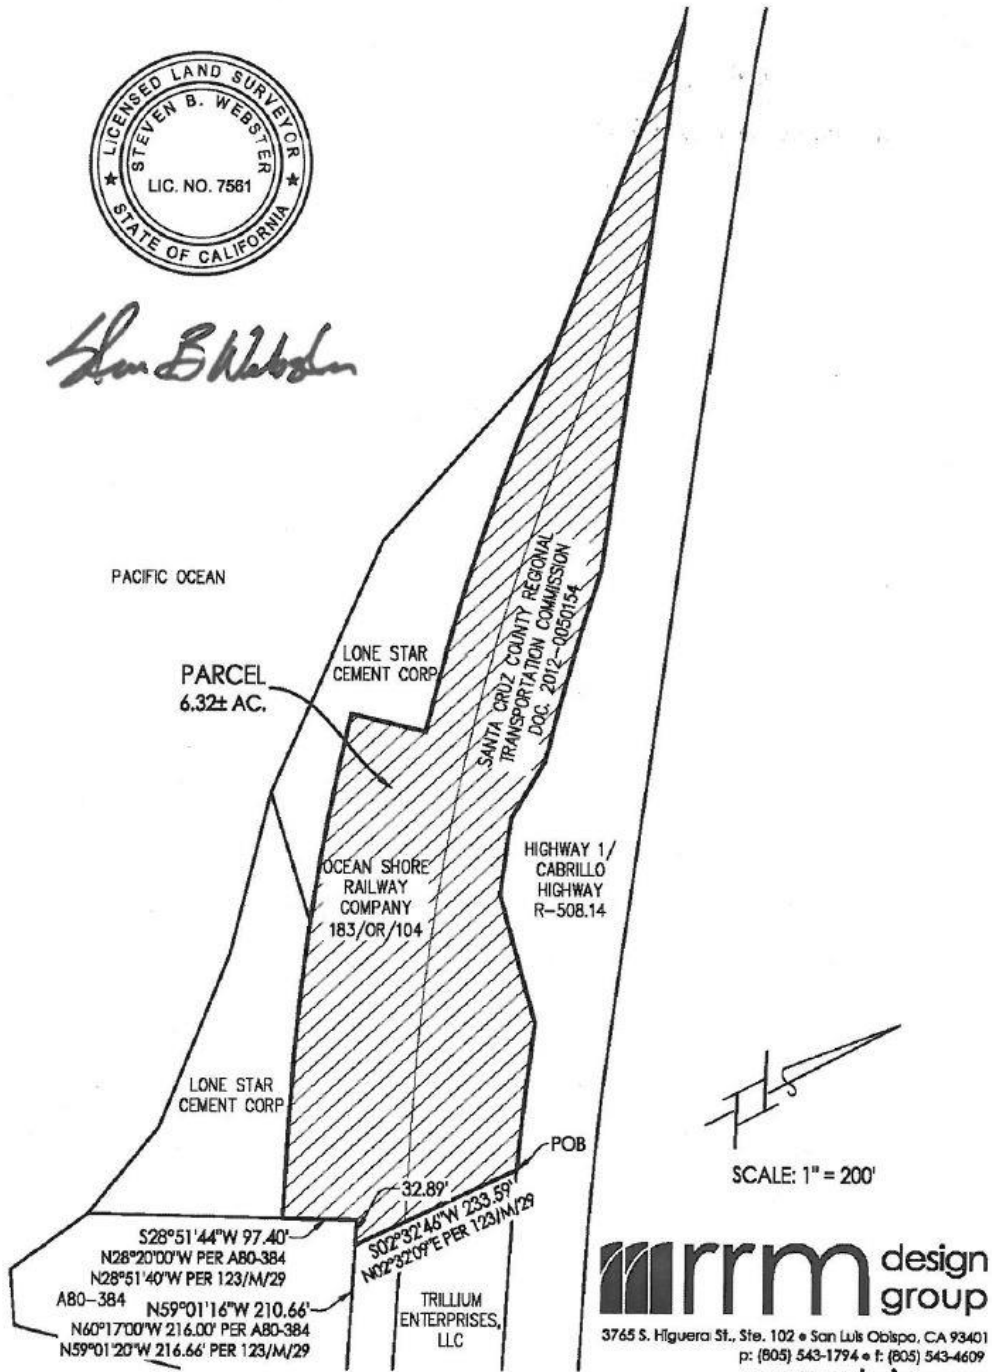 LICENSED LAND SURVEYOR
STEVEN B. WEBSTER
LIC. NO. 7561
STATE OF CALIFORNIA
PACIFIC OCEAN
PARCEL
6.32± AC.
LONE STAR
CEMENT CORP
SANTA CRUZ COUNTY REGIONAL
TRANSPORTATION COMMISSION
DOC. 2012-0050154
OCEAN SHORE
RAILWAY
COMPANY
183/OR/104
HIGHWAY 1/
CABRILLO
HIGHWAY
R-508.14
LONE STAR
CEMENT CORP
POB
SCALE: 1" = 200'
32.89'
S02°32'46"W 233.59'
N02°32'09"E PER 123/M/29
S28°51'44"W 97.40'
N28°20'00"W PER A80-384
N28°51'40"W PER 123/M/29
A80-384
N59°01'16"W 210.66'
N60°17'00"W 216.00' PER A80-384
N59°01'20"W 216.66' PER 123/M/29
TRILLIUM
ENTERPRISES,
LLC
rrm design
group
3765 S. Higuera St., Ste. 102 • San Luis Obispo, CA 93401
p: (805) 543-1794 • f: (805) 543-4609